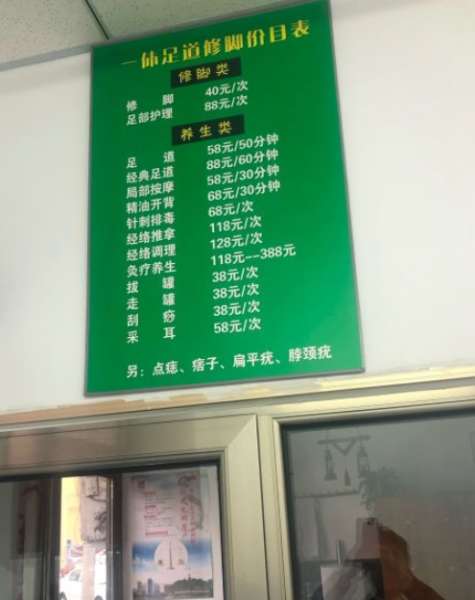 一休足道修脚价目表
修脚类
修脚 40元/次
足部护理 88元/次
养生类
足道 58元/50分钟
经典足道 88元/60分钟
局部按摩 58元/30分钟
精油开背 68元/30分钟
针刺排毒 68元/次
经络推拿 118元/次
经络调理 128元/次
灸疗养生 118元--388元
拔罐 38元/次
走罐 38元/次
刮痧 38元/次
采耳 58元/次
另：点痣、痦子、扁平疣、脖颈疣